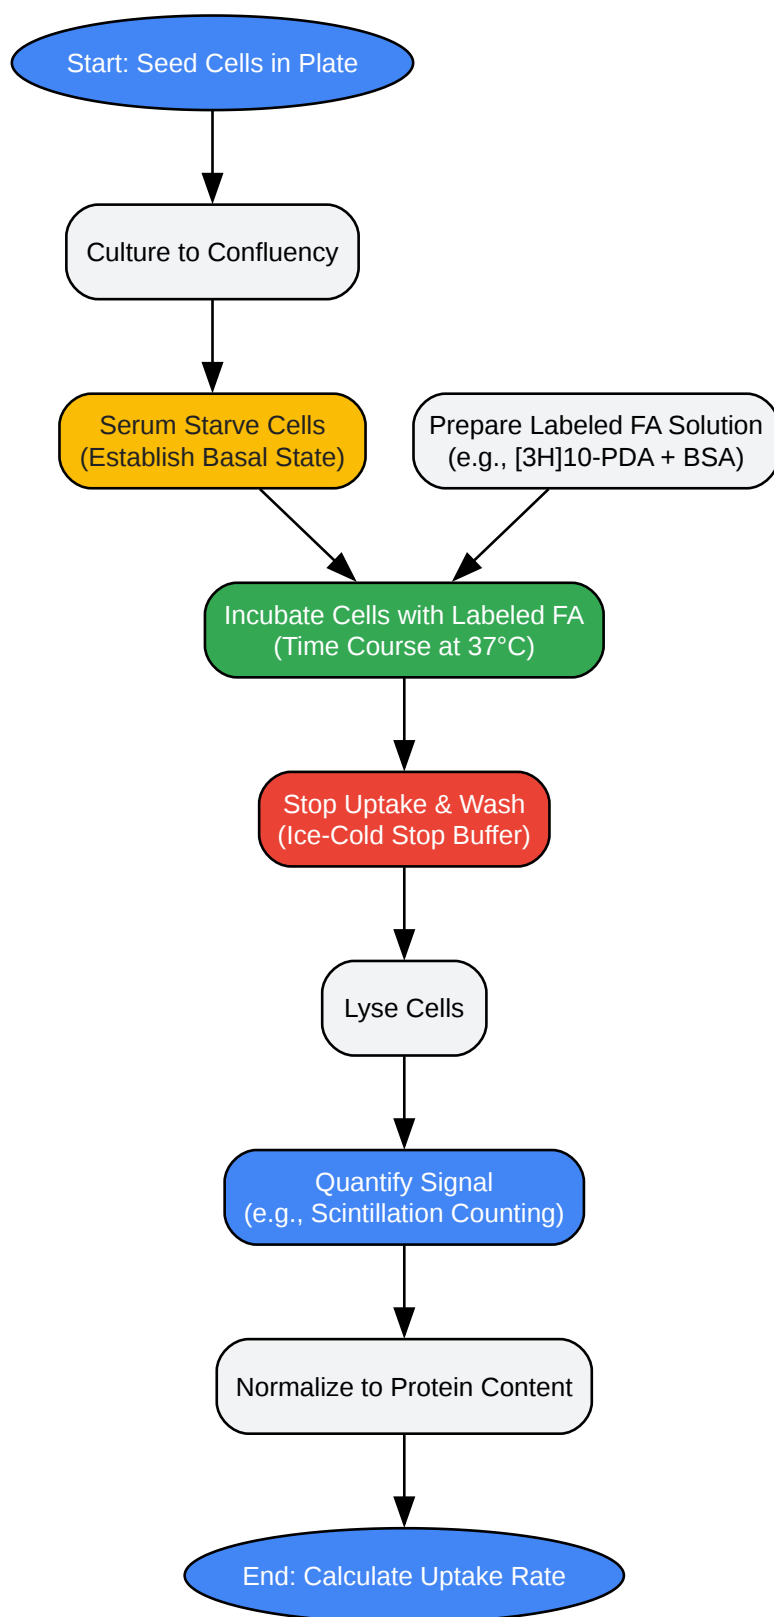 Start: Seed Cells in Plate
Culture to Confluency
Serum Starve Cells
(Establish Basal State)
Prepare Labeled FA Solution
(e.g., [3H]10-PDA + BSA)
Incubate Cells with Labeled FA
(Time Course at 37°C)
Stop Uptake & Wash
(Ice-Cold Stop Buffer)
Lyse Cells
Quantify Signal
(e.g., Scintillation Counting)
Normalize to Protein Content
End: Calculate Uptake Rate